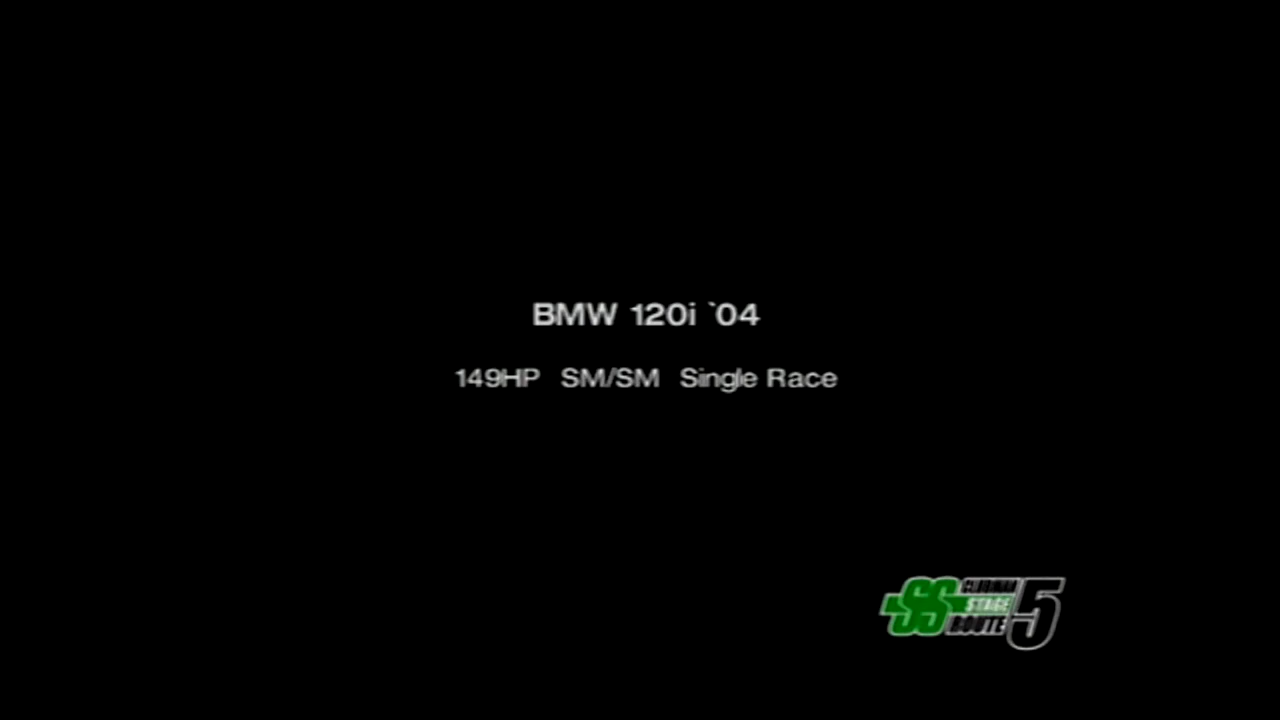 BMW 120i `04
149HP SM/SM Single Race
SS
CLUBMAN
STAGE
ROUTE
5